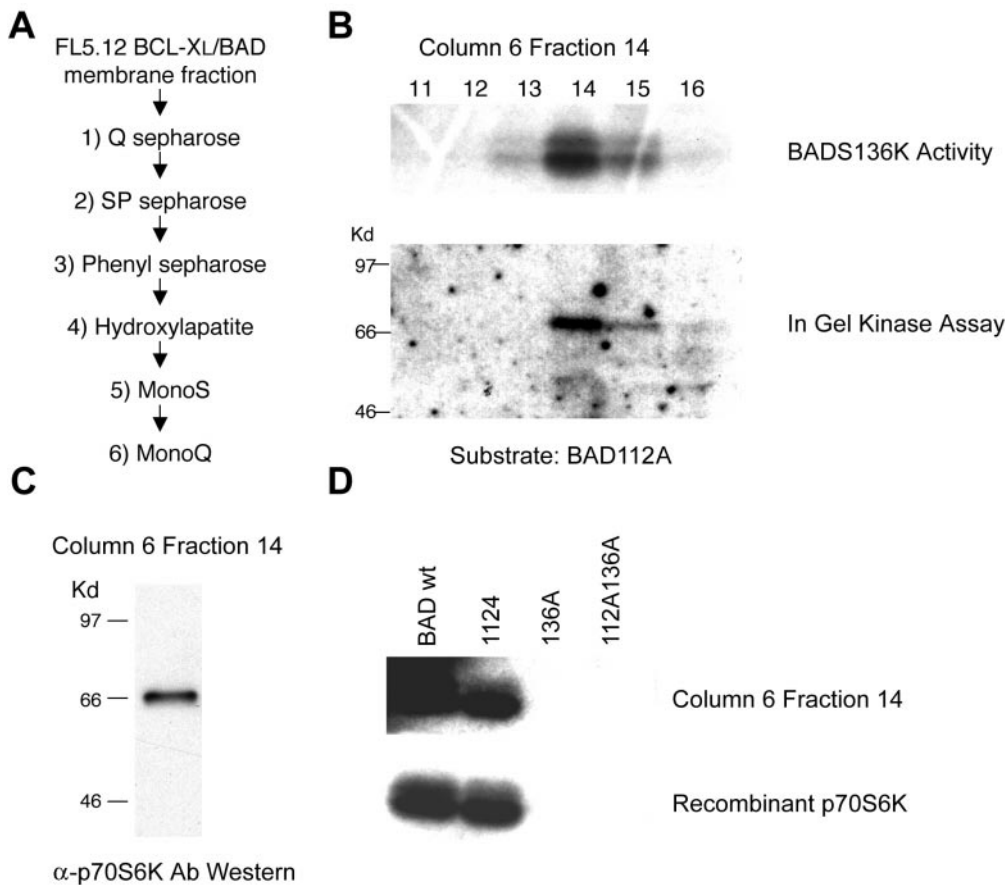 A
FL5.12 BCL-XL/BAD
membrane fraction
1) Q sepharose
2) SP sepharose
3) Phenyl sepharose
4) Hydroxylapatite
5) MonoS
6) MonoQ
B
Column 6 Fraction 14
11 12 13 14 15 16
BADS136K Activity
Kd
97
66
46
In Gel Kinase Assay
Substrate: BAD112A
C
Column 6 Fraction 14
Kd
97
66
46
α-p70S6K Ab Western
D
BAD wt
1124
136A
112A136A
Column 6 Fraction 14
Recombinant p70S6K